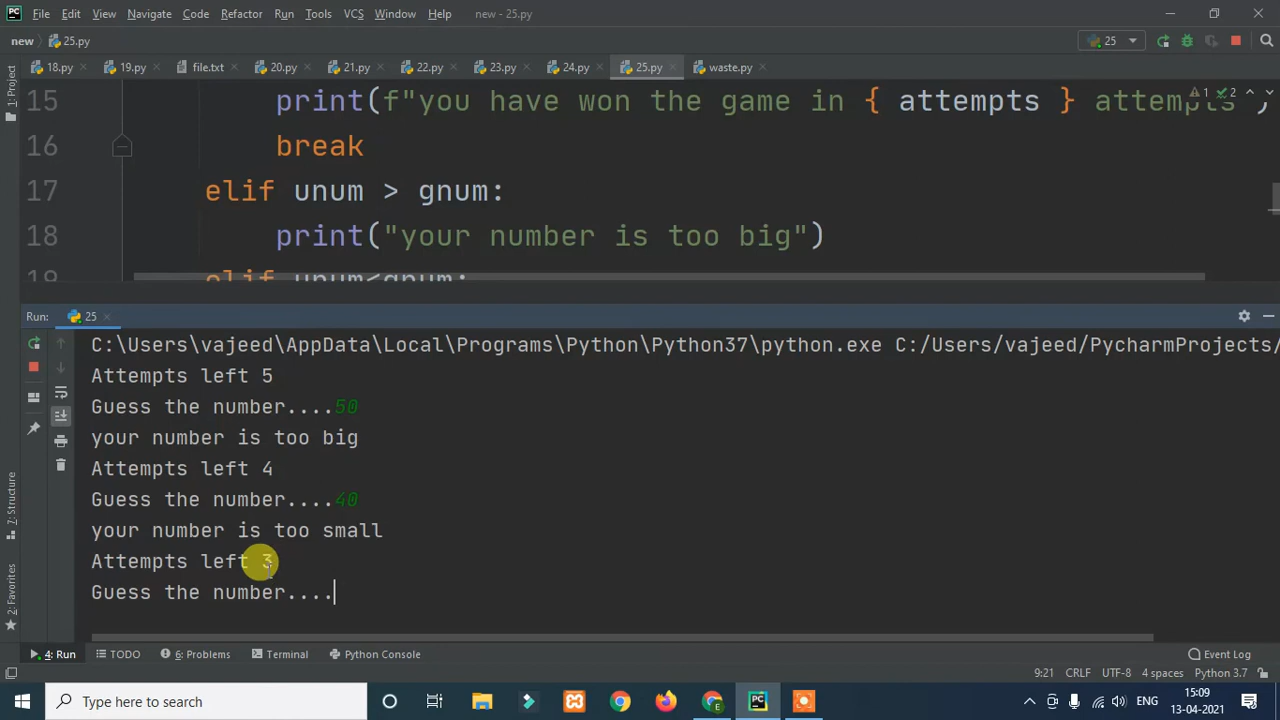 File Edit View Navigate Code Refactor Run Tools VCS Window Help new - 25.py
new 25.py 25
18.py 19.py file.txt 20.py 21.py 22.py 23.py 24.py 25.py waste.py
1: Project
15 print(f"you have won the game in { attempts } attempts")
1 2
16 break
17 elif unum > gnum:
18 print("your number is too big")
19 elif unum<gnum:
Run: 25
C:\Users\vajeed\AppData\Local\Programs\Python\Python37\python.exe C:/Users/vajeed/PycharmProjects/
Attempts left 5
Guess the number....50
your number is too big
Attempts left 4
Guess the number....40
your number is too small
Attempts left 3
Guess the number....
7: Structure
2: Favorites
4: Run TODO 6: Problems Terminal Python Console Event Log
9:21 CRLF UTF-8 4 spaces Python 3.7
Type here to search
ENG
15:09
13-04-2021